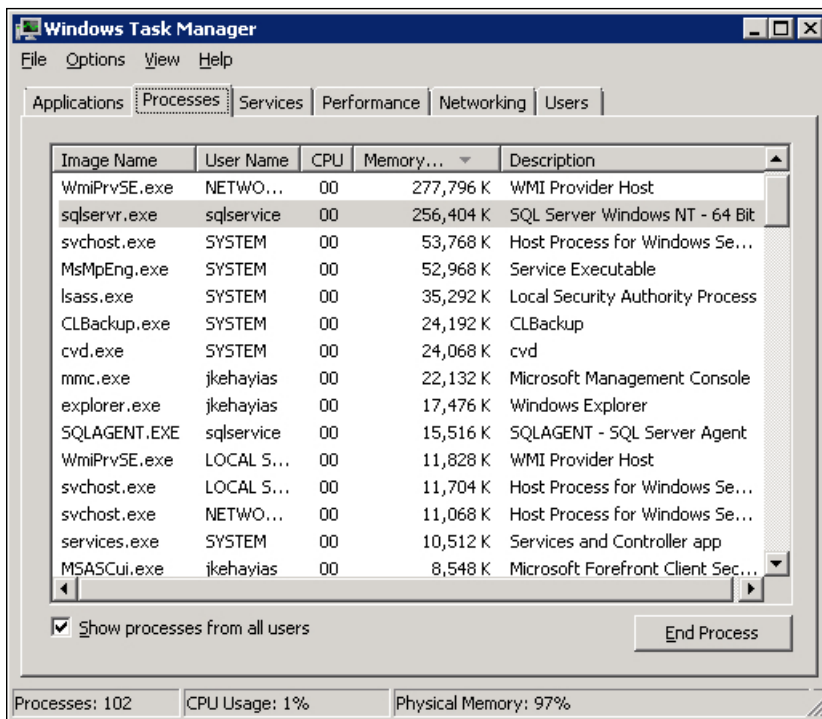 Windows Task Manager
File Options View Help
Applications Processes Services Performance Networking Users
Image Name User Name CPU Memory... Description
WmiPrvSE.exe NETWO... 00 277,796 K WMI Provider Host
sqlservr.exe sqlservice 00 256,404 K SQL Server Windows NT - 64 Bit
svchost.exe SYSTEM 00 53,768 K Host Process for Windows Se...
MsMpEng.exe SYSTEM 00 52,968 K Service Executable
lsass.exe SYSTEM 00 35,292 K Local Security Authority Process
CLBackup.exe SYSTEM 00 24,192 K CLBackup
cvd.exe SYSTEM 00 24,068 K cvd
mmc.exe jkehayias 00 22,132 K Microsoft Management Console
explorer.exe jkehayias 00 17,476 K Windows Explorer
SQLAGENT.EXE sqlservice 00 15,516 K SQLAGENT - SQL Server Agent
WmiPrvSE.exe LOCAL S... 00 11,828 K WMI Provider Host
svchost.exe LOCAL S... 00 11,704 K Host Process for Windows Se...
svchost.exe NETWO... 00 11,068 K Host Process for Windows Se...
services.exe SYSTEM 00 10,512 K Services and Controller app
MSASCui.exe jkehayias 00 8,548 K Microsoft Forefront Client Sec...
Show processes from all users End Process
Processes: 102 CPU Usage: 1% Physical Memory: 97%